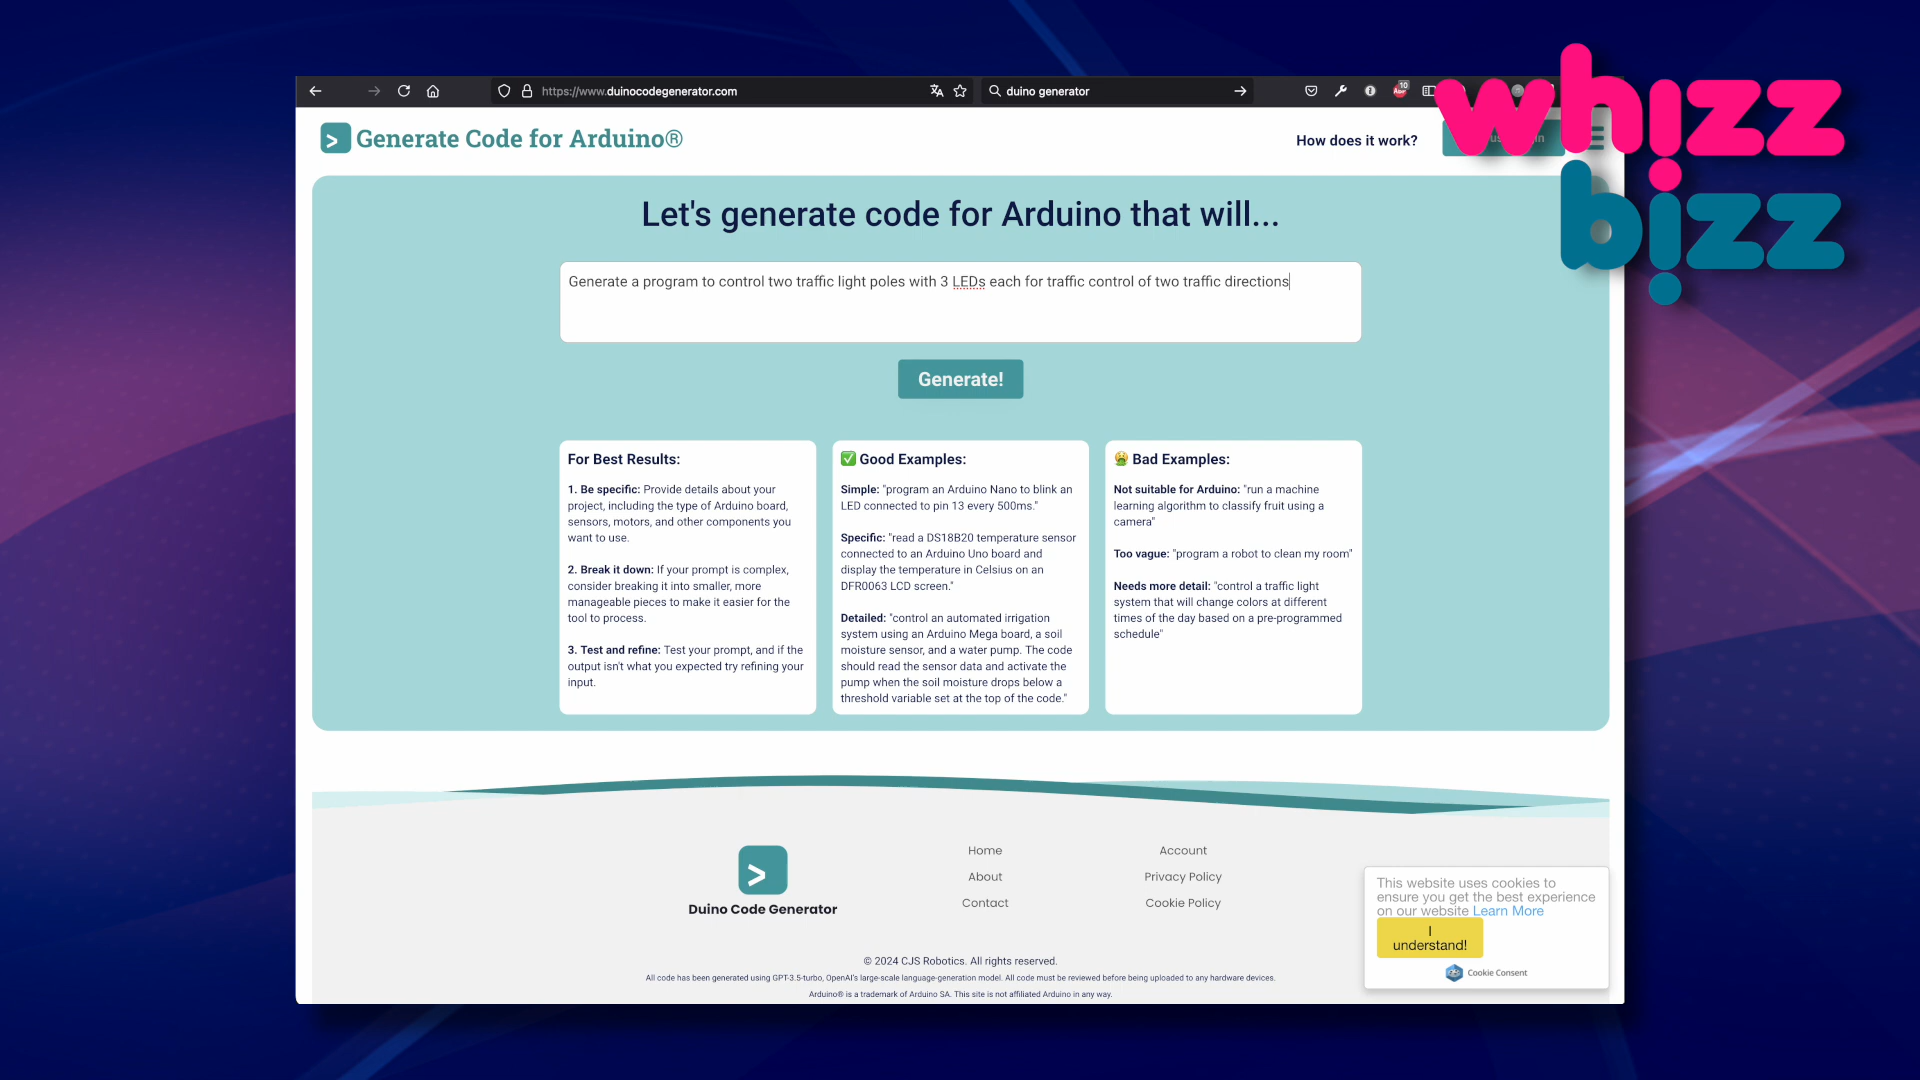 https://www.duinocodegenerator.com
duino generator
10
whizz
bizz
> Generate Code for Arduino®
How does it work?
Let's generate code for Arduino that will...
Generate a program to control two traffic light poles with 3 LEDs each for traffic control of two traffic directions
Generate!
For Best Results:
1. Be specific: Provide details about your
project, including the type of Arduino board,
sensors, motors, and other components you
want to use.
2. Break it down: If your prompt is complex,
consider breaking it into smaller, more
manageable pieces to make it easier for the
tool to process.
3. Test and refine: Test your prompt, and if the
output isn't what you expected try refining your
input.
Good Examples:
Simple: "program an Arduino Nano to blink an
LED connected to pin 13 every 500ms."
Specific: "read a DS18B20 temperature sensor
connected to an Arduino Uno board and
display the temperature in Celsius on an
DFR0063 LCD screen."
Detailed: "control an automated irrigation
system using an Arduino Mega board, a soil
moisture sensor, and a water pump. The code
should read the sensor data and activate the
pump when the soil moisture drops below a
threshold variable set at the top of the code."
Bad Examples:
Not suitable for Arduino: "run a machine
learning algorithm to classify fruit using a
camera"
Too vague: "program a robot to clean my room"
Needs more detail: "control a traffic light
system that will change colors at different
times of the day based on a pre-programmed
schedule"
>
Duino Code Generator
Home
About
Contact
Account
Privacy Policy
Cookie Policy
© 2024 CJS Robotics. All rights reserved.
All code has been generated using GPT-3.5-turbo, OpenAI's large-scale language-generation model. All code must be reviewed before being uploaded to any hardware devices.
Arduino® is a trademark of Arduino SA. This site is not affiliated Arduino in any way.
This website uses cookies to
ensure you get the best experience
on our website Learn More
I
understand!
Cookie Consent